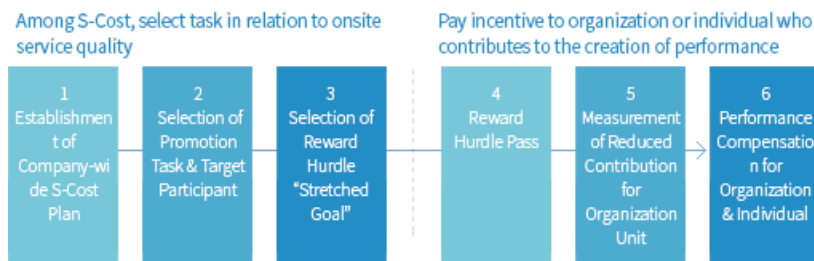 Among S-Cost, select task in relation to onsite
service quality
Pay incentive to organization or individual who
contributes to the creation of performance
1
Establishmen
t of
Company-wi
de S-Cost
Plan
2
Selection of
Promotion
Task & Target
Participant
3
Selection of
Reward
Hurdle
“Stretched
Goal”
4
Reward
Hurdle Pass
5
Measurement
of Reduced
Contribution
for
Organization
Unit
6
Performance
Compensatio
n for
Organization
& Individual